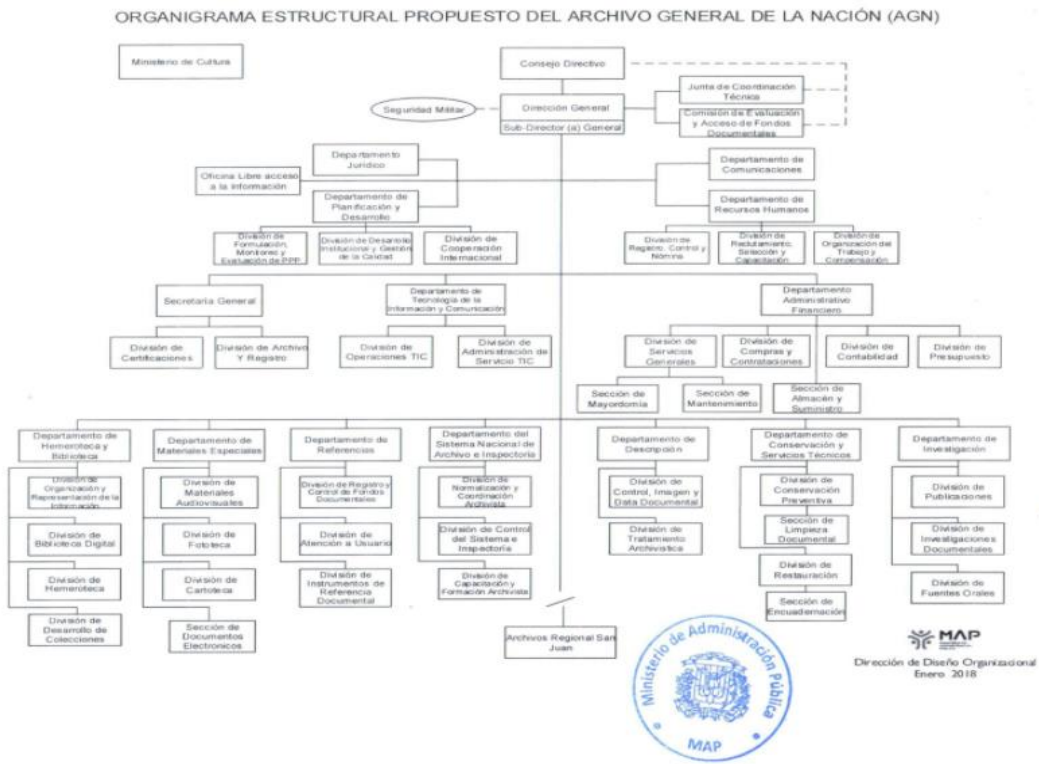 ORGANIGRAMA ESTRUCTURAL PROPUESTO DEL ARCHIVO GENERAL DE LA NACIÓN (AGN)
Ministerio de Cultura
Consejo Directivo
Seguridad Militar
Dirección General
Sub-Director (a) General
Junta de Coordinación
Técnica
Comisión de Evaluación
y Acceso de Fondos
Documentales
Departamento
Jurídico
Oficina Libre acceso
a la información
Departamento de
Planificación y
Desarrollo
Departamento de
Comunicaciones
Departamento de
Recursos Humanos
División de
Formulación,
Monitoreo y
Evaluación de PPP
División de Desarrollo
Institucional y Gestión
de la Calidad
División de
Cooperación
Internacional
División de
Registro, Control y
Nómina
División de
Reclutamiento,
Selección y
Capacitación
División de
Organización del
Trabajo y
Compensación
Secretaría General
Departamento de
Tecnología de la
Información y Comunicación
Departamento
Administrativo
Financiero
División de
Certificaciones
División de Archivo
Y Registro
División de
Operaciones TIC
División de
Administración de
Servicio TIC
División de
Servicios
Generales
División de
Compras y
Contrataciones
División de
Contabilidad
División de
Presupuesto
Sección de
Mayordomía
Sección de
Mantenimiento
Sección de
Almacén y
Suministro
Departamento de
Hemeroteca y
Biblioteca
Departamento de
Materiales Especiales
Departamento de
Referencias
Departamento del
Sistema Nacional de
Archivo e Inspectoría
Departamento de
Descripción
Departamento de
Conservación y
Servicios Técnicos
Departamento de
Investigación
División de
Organización y
Representación de la
Información
División de
Materiales
Audiovisuales
División de Registro y
Control de Fondos
Documentales
División de
Normalización y
Coordinación
Archivista
División de
Control, Imagen y
Data Documental
División de
Conservación
Preventiva
División de
Publicaciones
División de
Biblioteca Digital
División de
Fototeca
División de
Atención a Usuario
División de Control
del Sistema e
Inspectoría
División de
Tratamiento
Archivística
Sección de
Limpieza
Documental
División de
Investigaciones
Documentales
División de
Hemeroteca
División de
Cartoteca
División de
Instrumentos de
Referencia
Documental
División de
Capacitación y
Formación Archivista
División de
Restauración
División de
Fuentes Orales
División de
Desarrollo de
Colecciones
Sección de
Documentos
Electronicos
Sección de
Encuadernación
Archivos Regional San
Juan
Ministerio de Administración Pública
MAP
MAP
Dirección de Diseño Organizacional
Enero 2018